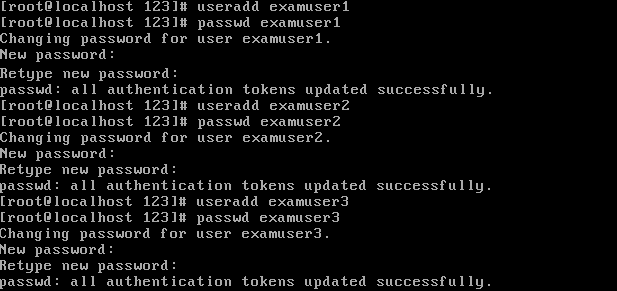 [root@localhost 123]# useradd examuser1
[root@localhost 123]# passwd examuser1
Changing password for user examuser1.
New password:
Retype new password:
passwd: all authentication tokens updated successfully.
[root@localhost 123]# useradd examuser2
[root@localhost 123]# passwd examuser2
Changing password for user examuser2.
New password:
Retype new password:
passwd: all authentication tokens updated successfully.
[root@localhost 123]# useradd examuser3
[root@localhost 123]# passwd examuser3
Changing password for user examuser3.
New password:
Retype new password:
passwd: all authentication tokens updated successfully.